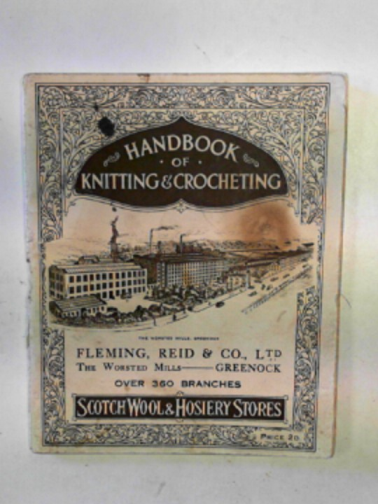 HANDBOOK
· OF ·
KNITTING & CROCHETING
THE WORSTED MILLS, GREENOCK
FLEMING, REID & CO., LTD
THE WORSTED MILLS——GREENOCK
OVER 360 BRANCHES
SCOTCH WOOL & HOSIERY STORES
PRICE